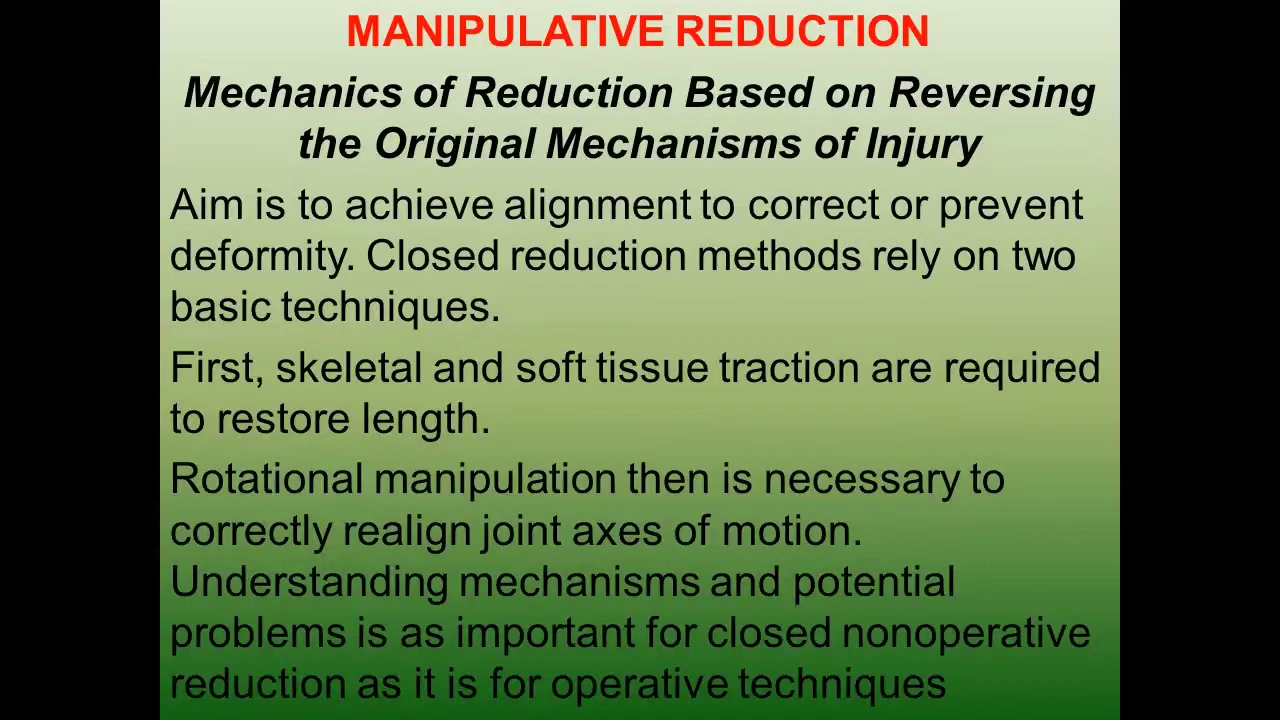 MANIPULATIVE REDUCTION
Mechanics of Reduction Based on Reversing
the Original Mechanisms of Injury
Aim is to achieve alignment to correct or prevent
deformity. Closed reduction methods rely on two
basic techniques.
First, skeletal and soft tissue traction are required
to restore length.
Rotational manipulation then is necessary to
correctly realign joint axes of motion.
Understanding mechanisms and potential
problems is as important for closed nonoperative
reduction as it is for operative techniques